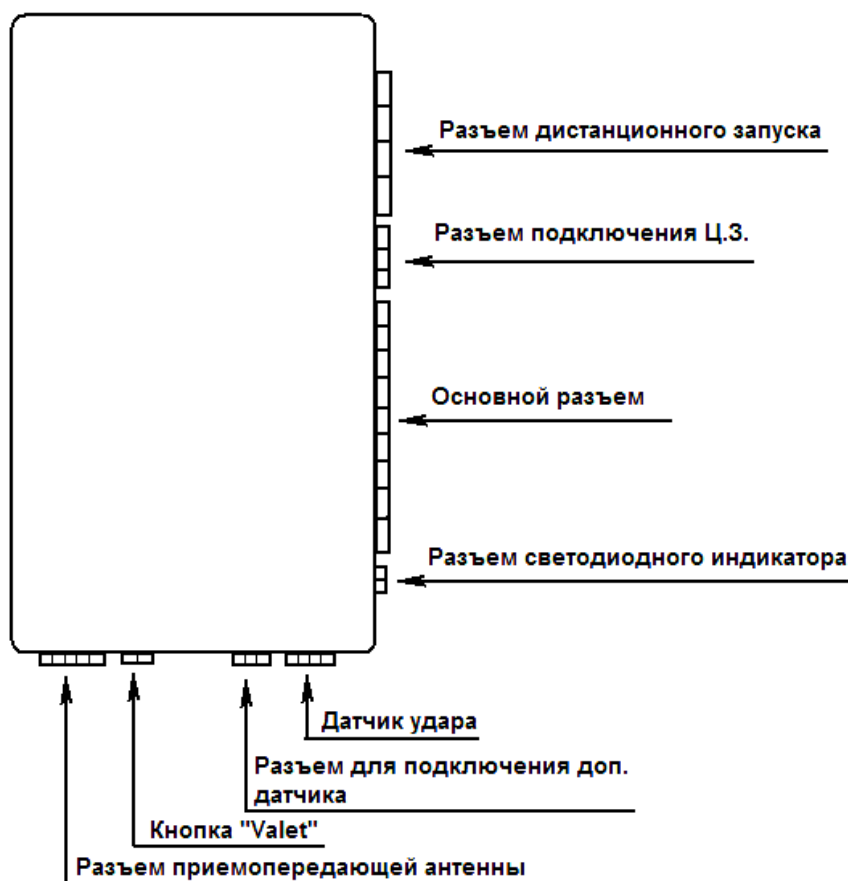 Разъем дистанционного запуска
Разъем подключения Ц.З.
Основной разъем
Разъем светодиодного индикатора
Датчик удара
Разъем для подключения доп.
датчика
Кнопка "Valet"
Разъем приемопередающей антенны